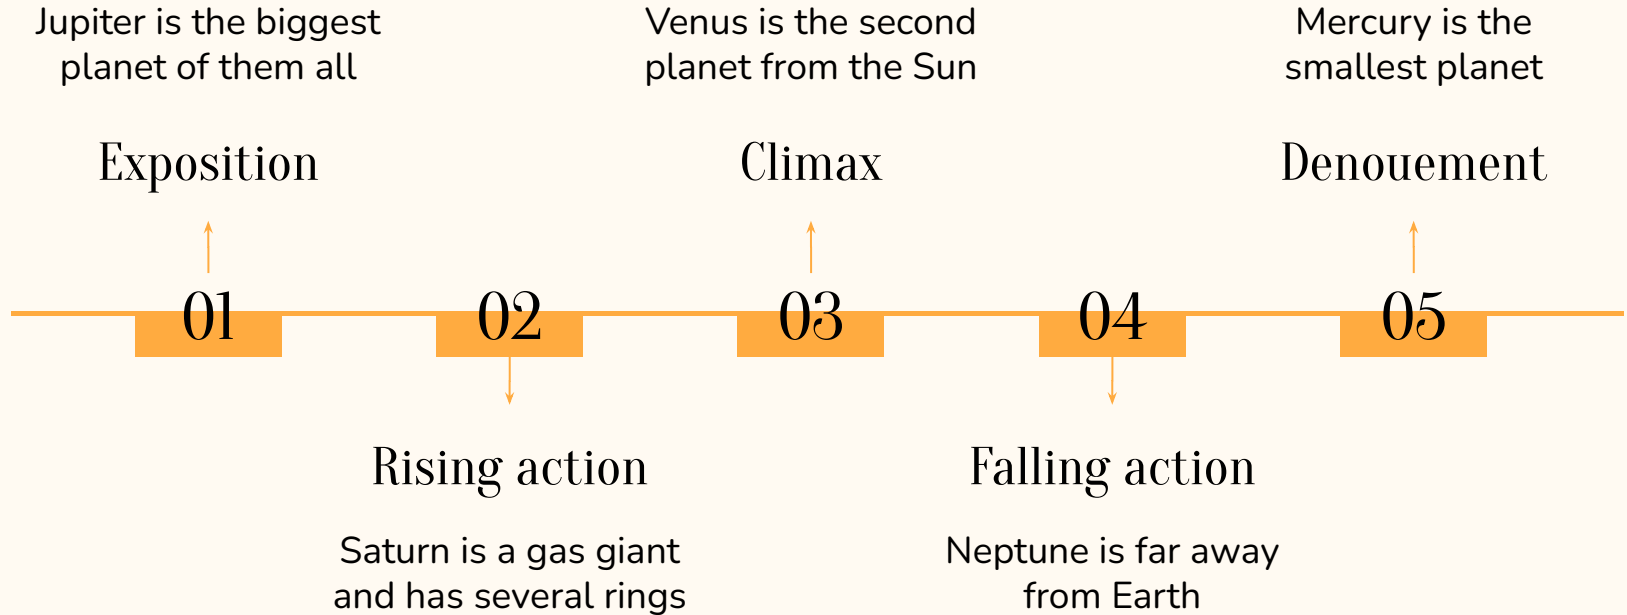 Jupiter is the biggest
planet of them all
Exposition
01
Rising action
Saturn is a gas giant
and has several rings
02
Venus is the second
planet from the Sun
Climax
03
Falling action
Neptune is far away
from Earth
04
Mercury is the
smallest planet
Denouement
05